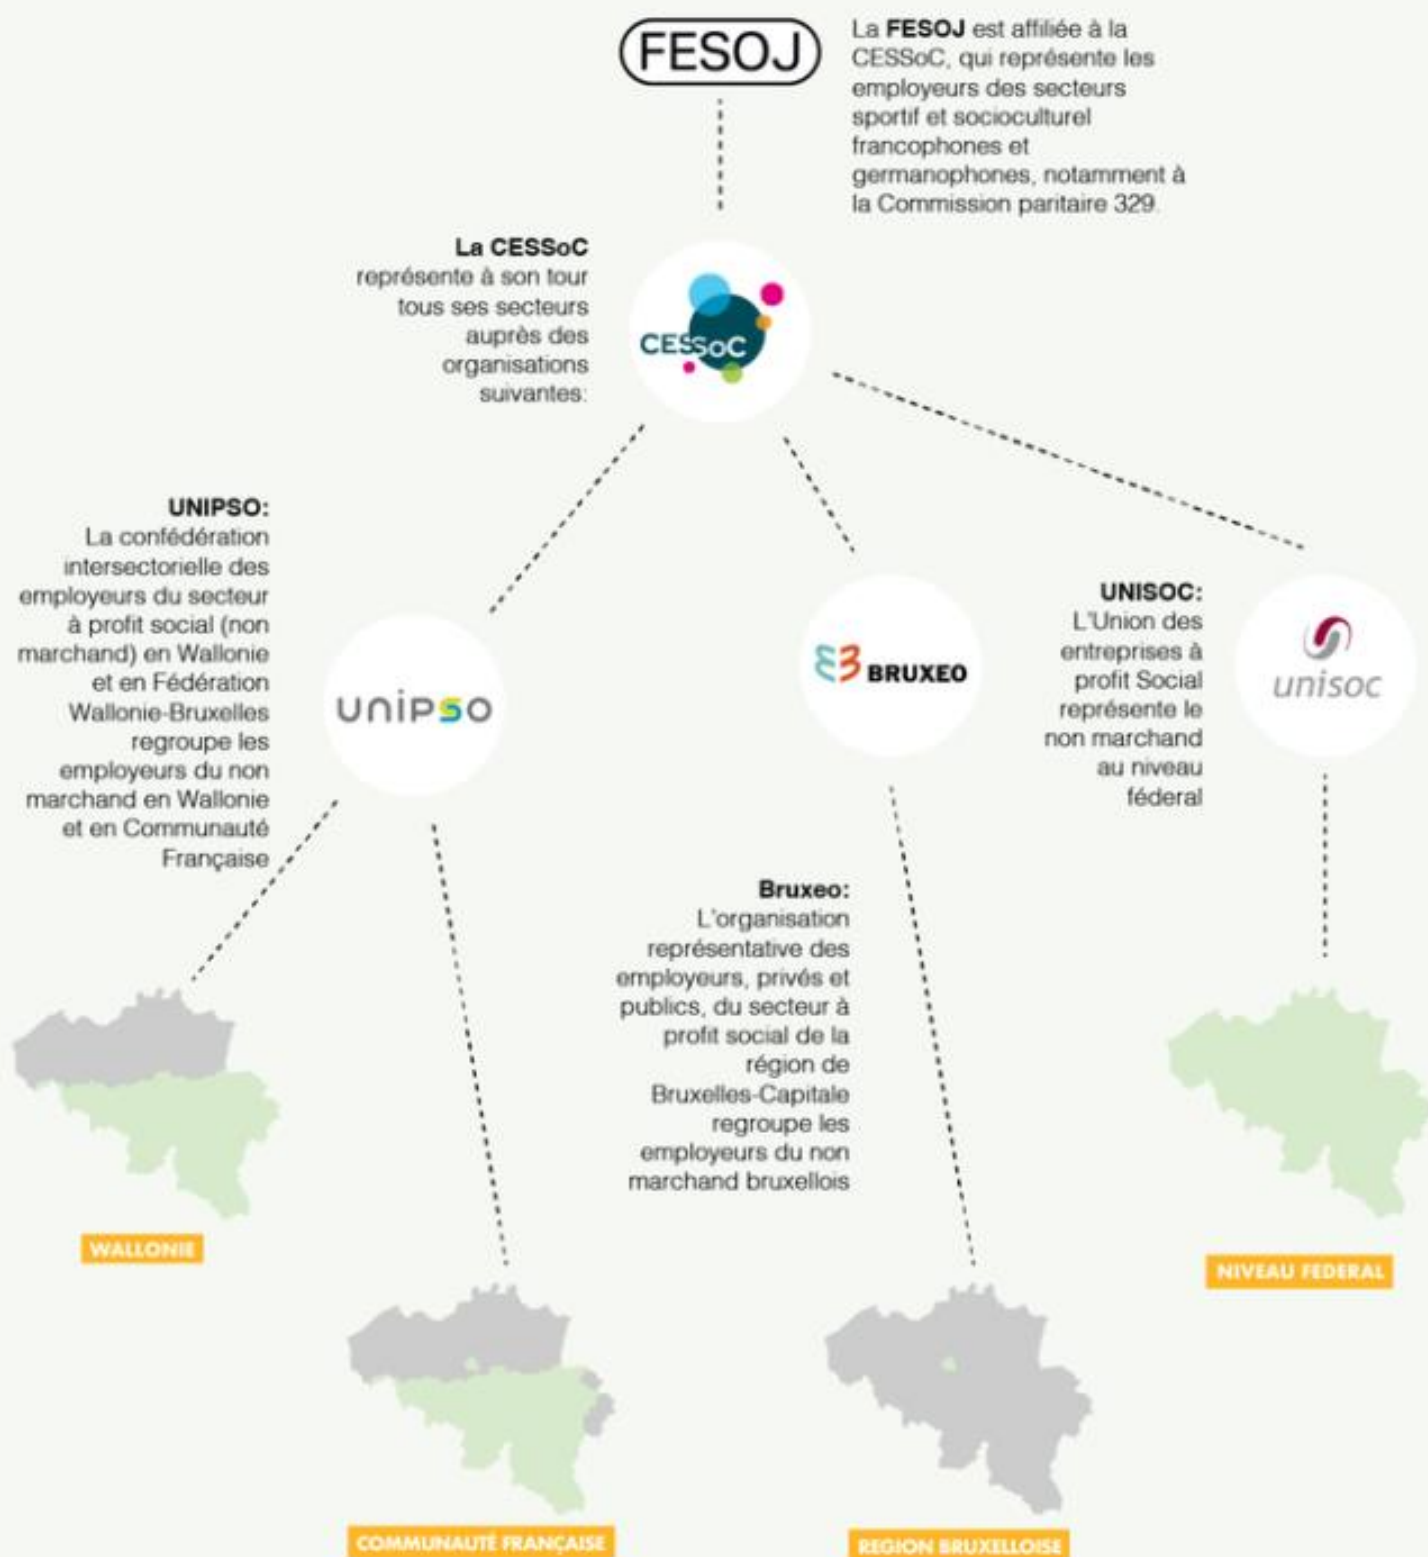 FESOJ
La FESOJ est affiliée à la
CESSoC, qui représente les
employeurs des secteurs
sportif et socioculturel
francophones et
germanophones, notamment à
la Commission paritaire 329.
La CESSoC
représente à son tour
tous ses secteurs
auprès des
organisations
suivantes:
CESSoC
UNIPSO:
La confédération
intersectorielle des
employeurs du secteur
à profit social (non
marchand) en Wallonie
et en Fédération
Wallonie-Bruxelles
regroupe les
employeurs du non
marchand en Wallonie
et en Communauté
Française
unipso
BRUXEO
UNISOC:
L'Union des
entreprises à
profit Social
représente le
non marchand
au niveau
féderal
unisoc
Bruxeo:
L'organisation
représentative des
employeurs, privés et
publics, du secteur à
profit social de la
région de
Bruxelles-Capitale
regroupe les
employeurs du non
marchand bruxellois
WALLONIE
NIVEAU FEDERAL
COMMUNAUTÉ FRANÇAISE
REGION BRUXELLOISE